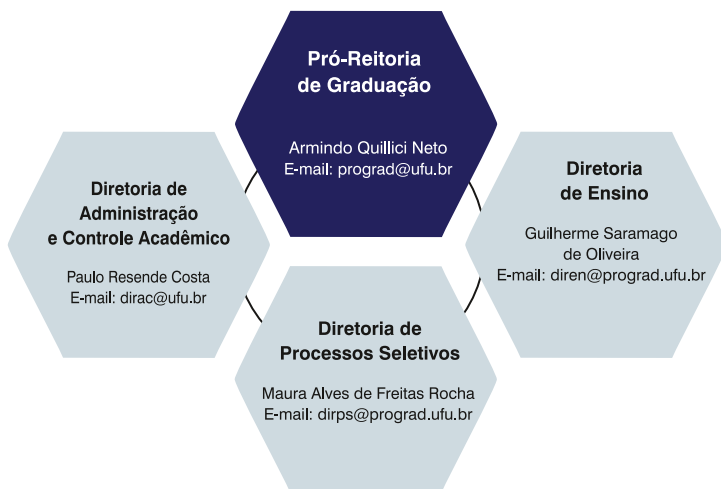 Pró-Reitoria
de Graduação
Armindo Quillici Neto
E-mail: prograd@ufu.br
Diretoria de
Administração
e Controle Acadêmico
Paulo Resende Costa
E-mail: dirac@ufu.br
Diretoria
de Ensino
Guilherme Saramago
de Oliveira
E-mail: diren@prograd.ufu.br
Diretoria de
Processos Seletivos
Maura Alves de Freitas Rocha
E-mail: dirps@prograd.ufu.br